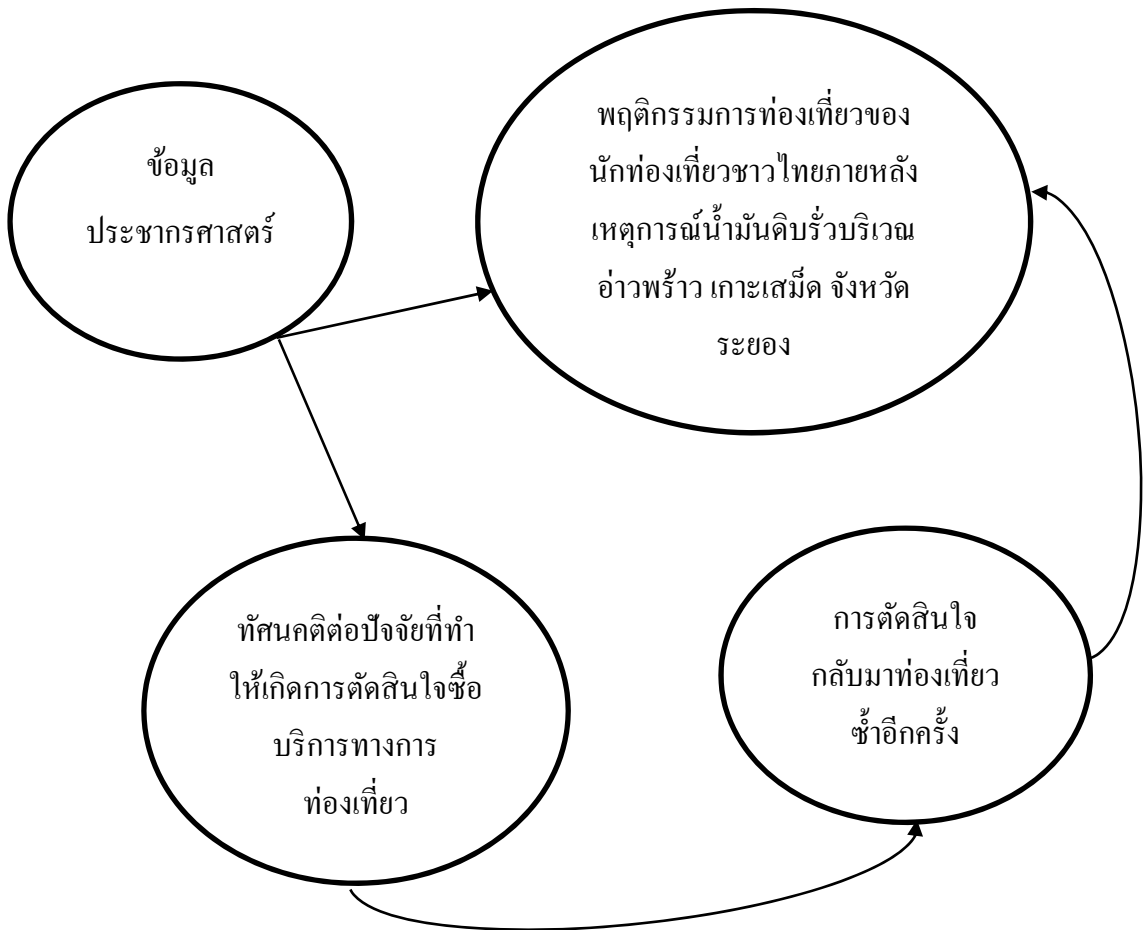 ข้อมูล
ประชากรศาสตร์
พฤติกรรมการท่องเที่ยวของ
นักท่องเที่ยวชาวไทยภายหลัง
เหตุการณ์น้ำมันดิบรั่วบริเวณ
อ่าวพร้าว เกาะเสม็ด จังหวัด
ระยอง
ทัศนคติต่อปัจจัยที่ทำ
ให้เกิดการตัดสินใจซื้อ
บริการทางการ
ท่องเที่ยว
การตัดสินใจ
กลับมาท่องเที่ยว
ซ้ำอีกครั้ง